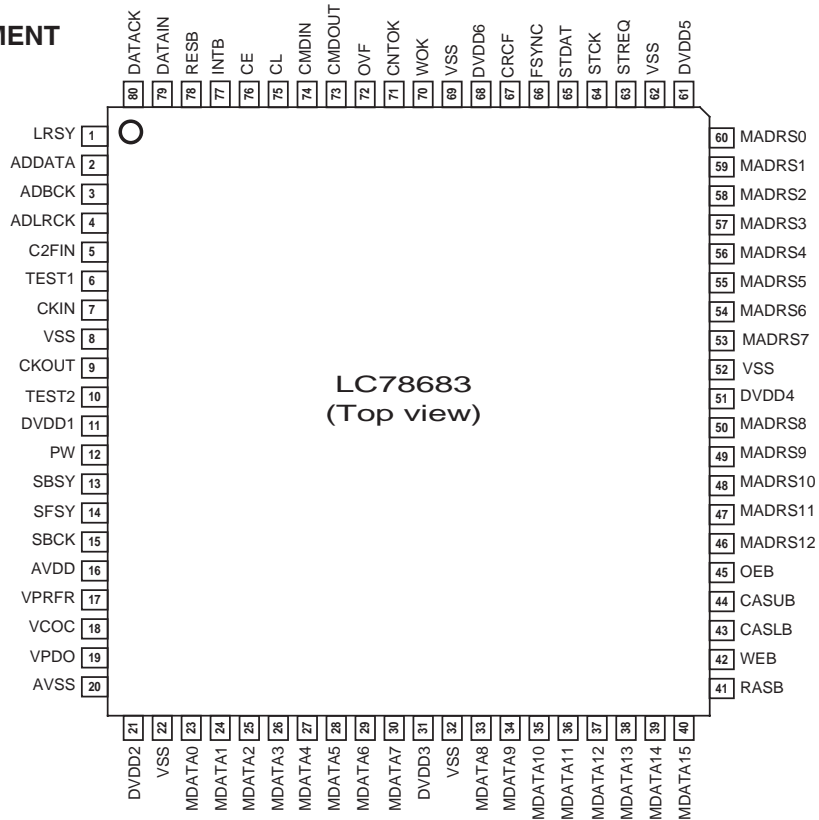 MENT
80 DATACK
79 DATAIN
78 RESB
77 INTB
76 CE
75 CL
74 CMDIN
73 CMDOUT
72 OVF
71 CNTOK
70 WOK
69 VSS
68 DVDD6
67 CRCF
66 FSYNC
65 STDAT
64 STCK
63 STREQ
62 VSS
61 DVDD5
LRSY 1
ADDATA 2
ADBCK 3
ADLRCK 4
C2FIN 5
TEST1 6
CKIN 7
VSS 8
CKOUT 9
TEST2 10
DVDD1 11
PW 12
SBSY 13
SFSY 14
SBCK 15
AVDD 16
VPRFR 17
VCOC 18
VPDO 19
AVSS 20
LC78683
(Top view)
60 MADRS0
59 MADRS1
58 MADRS2
57 MADRS3
56 MADRS4
55 MADRS5
54 MADRS6
53 MADRS7
52 VSS
51 DVDD4
50 MADRS8
49 MADRS9
48 MADRS10
47 MADRS11
46 MADRS12
45 OEB
44 CASUB
43 CASLB
42 WEB
41 RASB
DVDD2 21
VSS 22
MDATA0 23
MDATA1 24
MDATA2 25
MDATA3 26
MDATA4 27
MDATA5 28
MDATA6 29
MDATA7 30
DVDD3 31
VSS 32
MDATA8 33
MDATA9 34
MDATA10 35
MDATA11 36
MDATA12 37
MDATA13 38
MDATA14 39
MDATA15 40